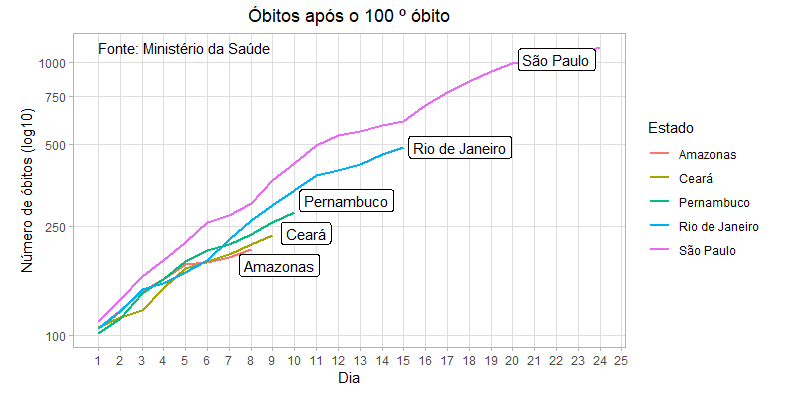 Óbitos após o 100 º óbito
Fonte: Ministério da Saúde
Número de óbitos (log10)
1000
750
500
250
100
São Paulo
Rio de Janeiro
Pernambuco
Ceará
Amazonas
1 2 3 4 5 6 7 8 9 10 11 12 13 14 15 16 17 18 19 20 21 22 23 24 25
Dia
Estado
Amazonas
Ceará
Pernambuco
Rio de Janeiro
São Paulo